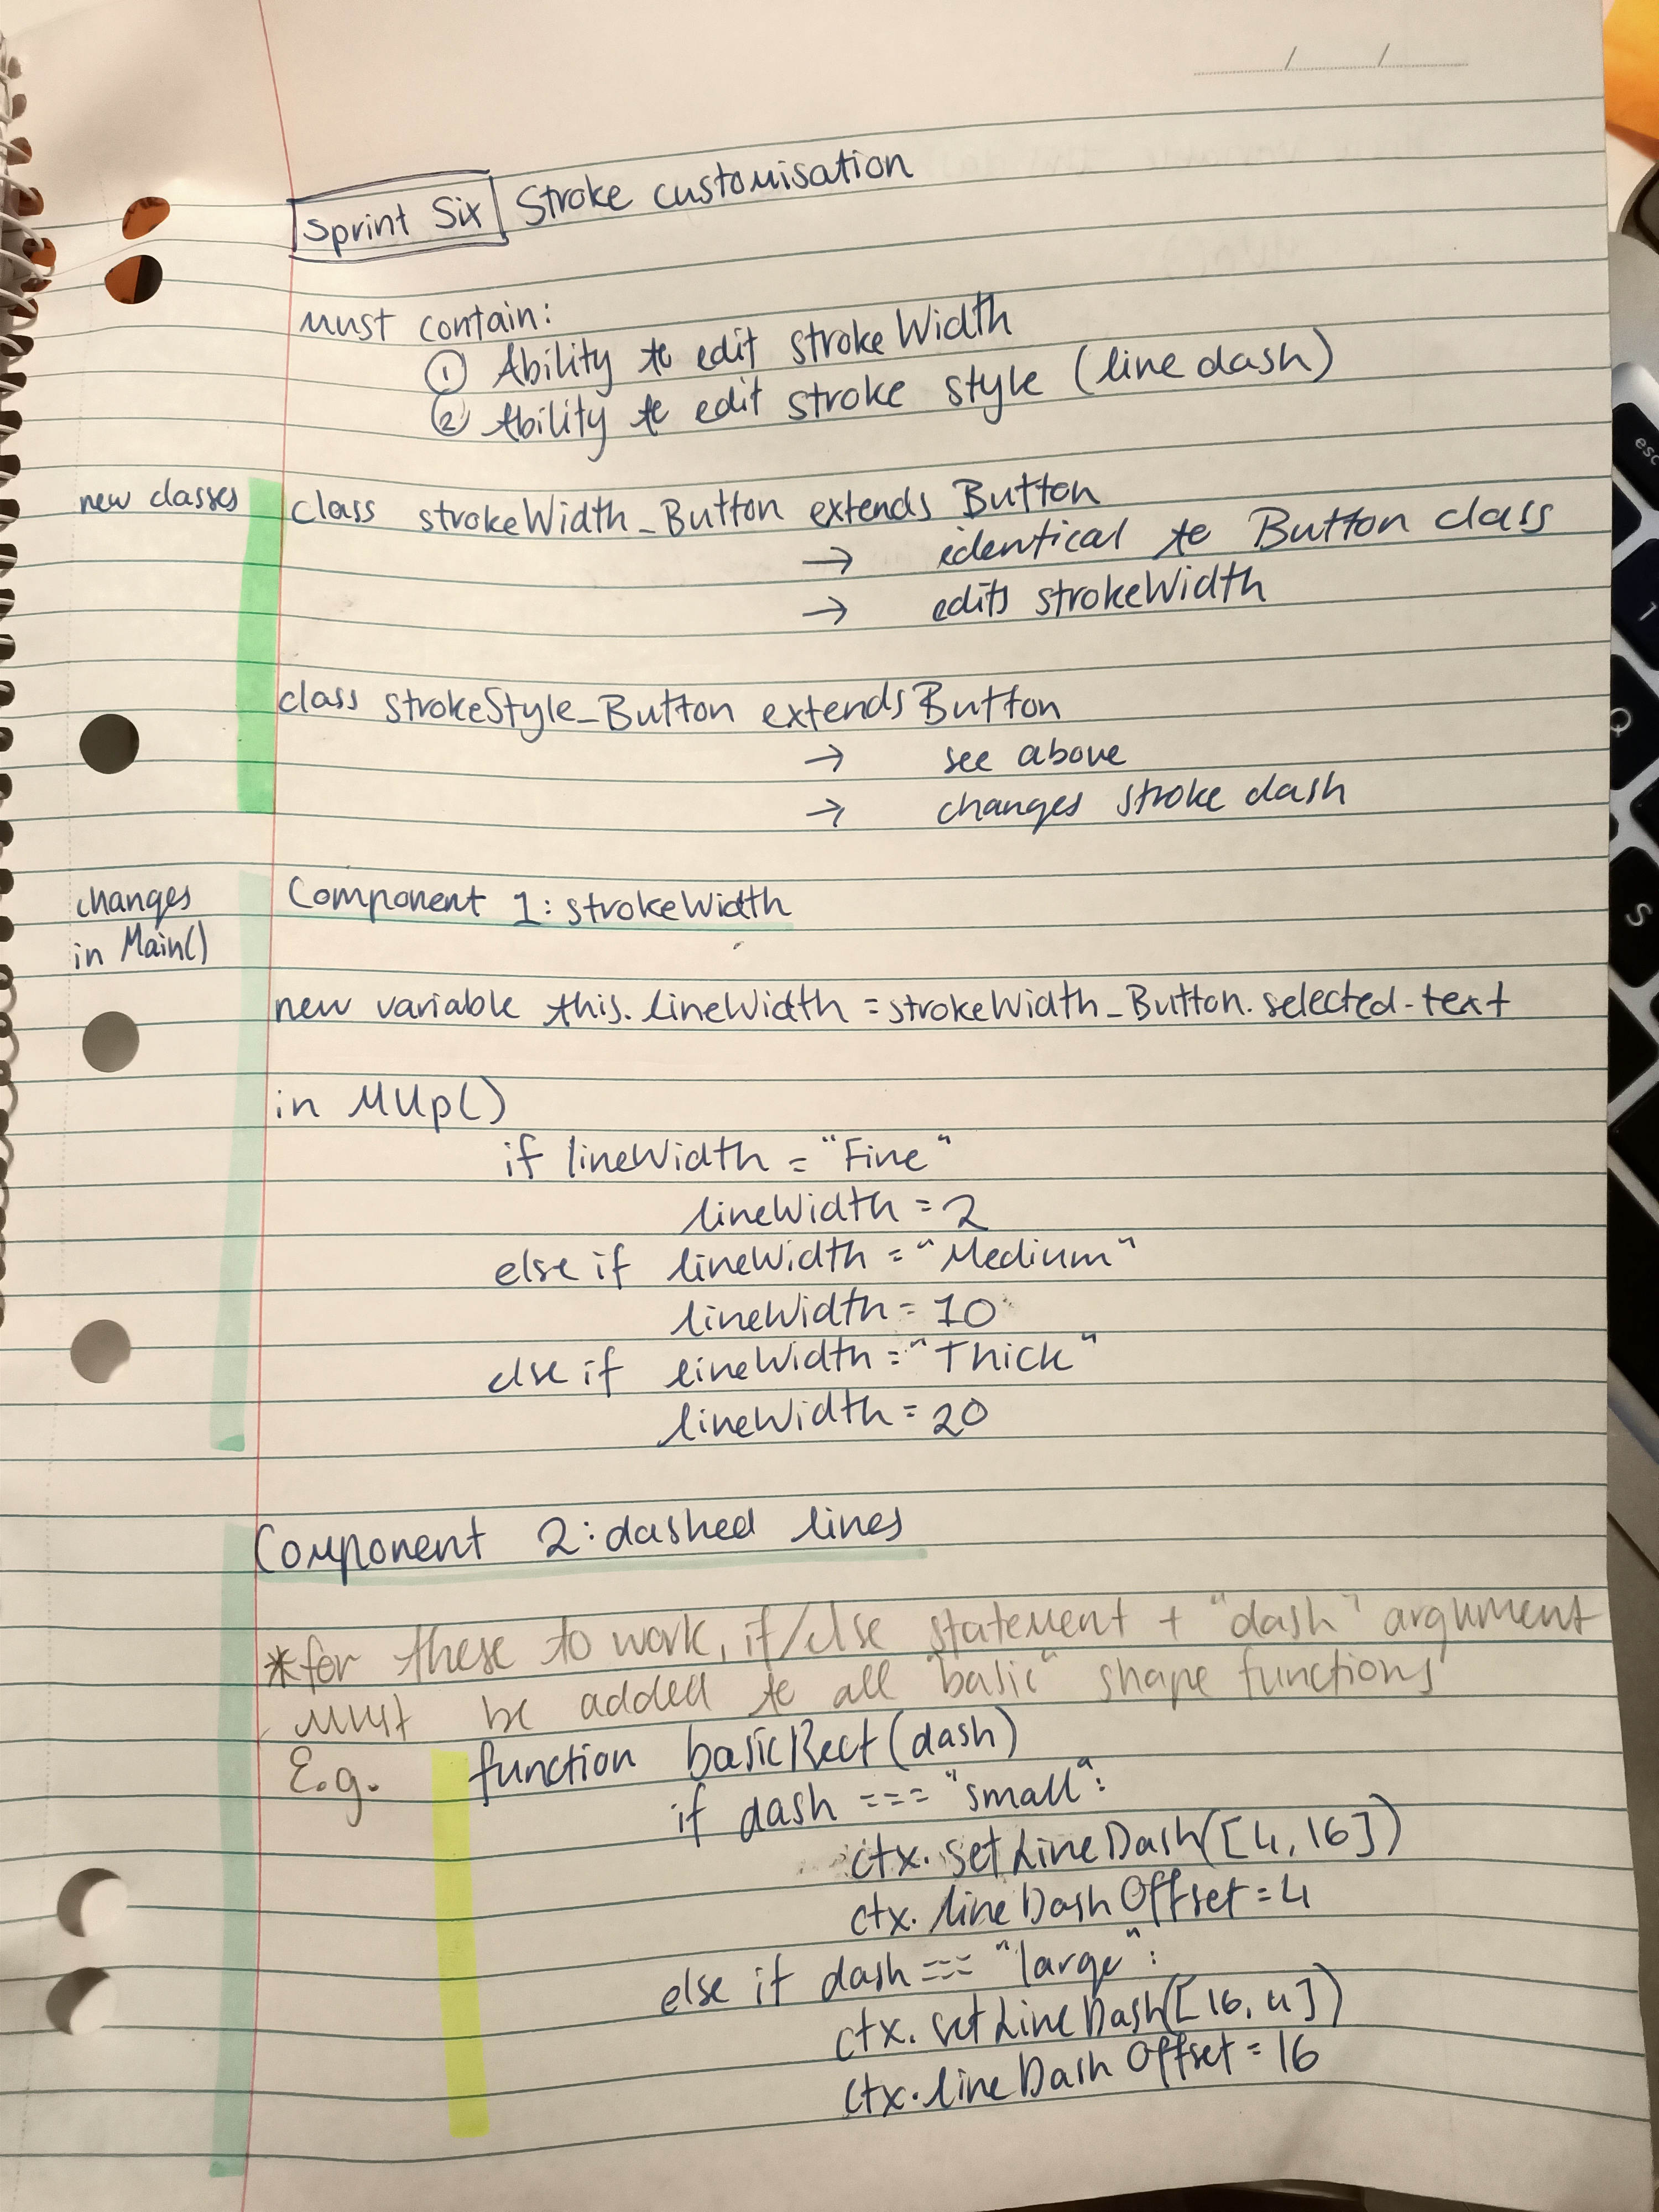 Sprint Six Stroke customisation
must contain:
① Ability to edit strokeWidth
② Ability to edit stroke style (line dash)
new classes class strokeWidth_Button extends Button
→ identical to Button class
→ edits strokeWidth
class strokeStyle_Button extends Button
→ see above
→ changes stroke dash
changes
in Main()
Component 1: strokeWidth
new variable this.lineWidth = strokeWidth_Button.selected-text
in MUp()
if lineWidth = "Fine"
lineWidth = 2
else if lineWidth = "Medium"
lineWidth = 10
else if lineWidth = "Thick"
lineWidth = 20
Component 2: dashed lines
*for these to work, if/else statement + "dash" argument
must be added to all "basic" shape functions
E.g. function basicRect(dash)
if dash === "small":
ctx.setLineDash([4, 16])
ctx.lineDashOffset = 4
else if dash === "large":
ctx.setLineDash([16, 4])
ctx.lineDashOffset = 16
esc
1
Q
S